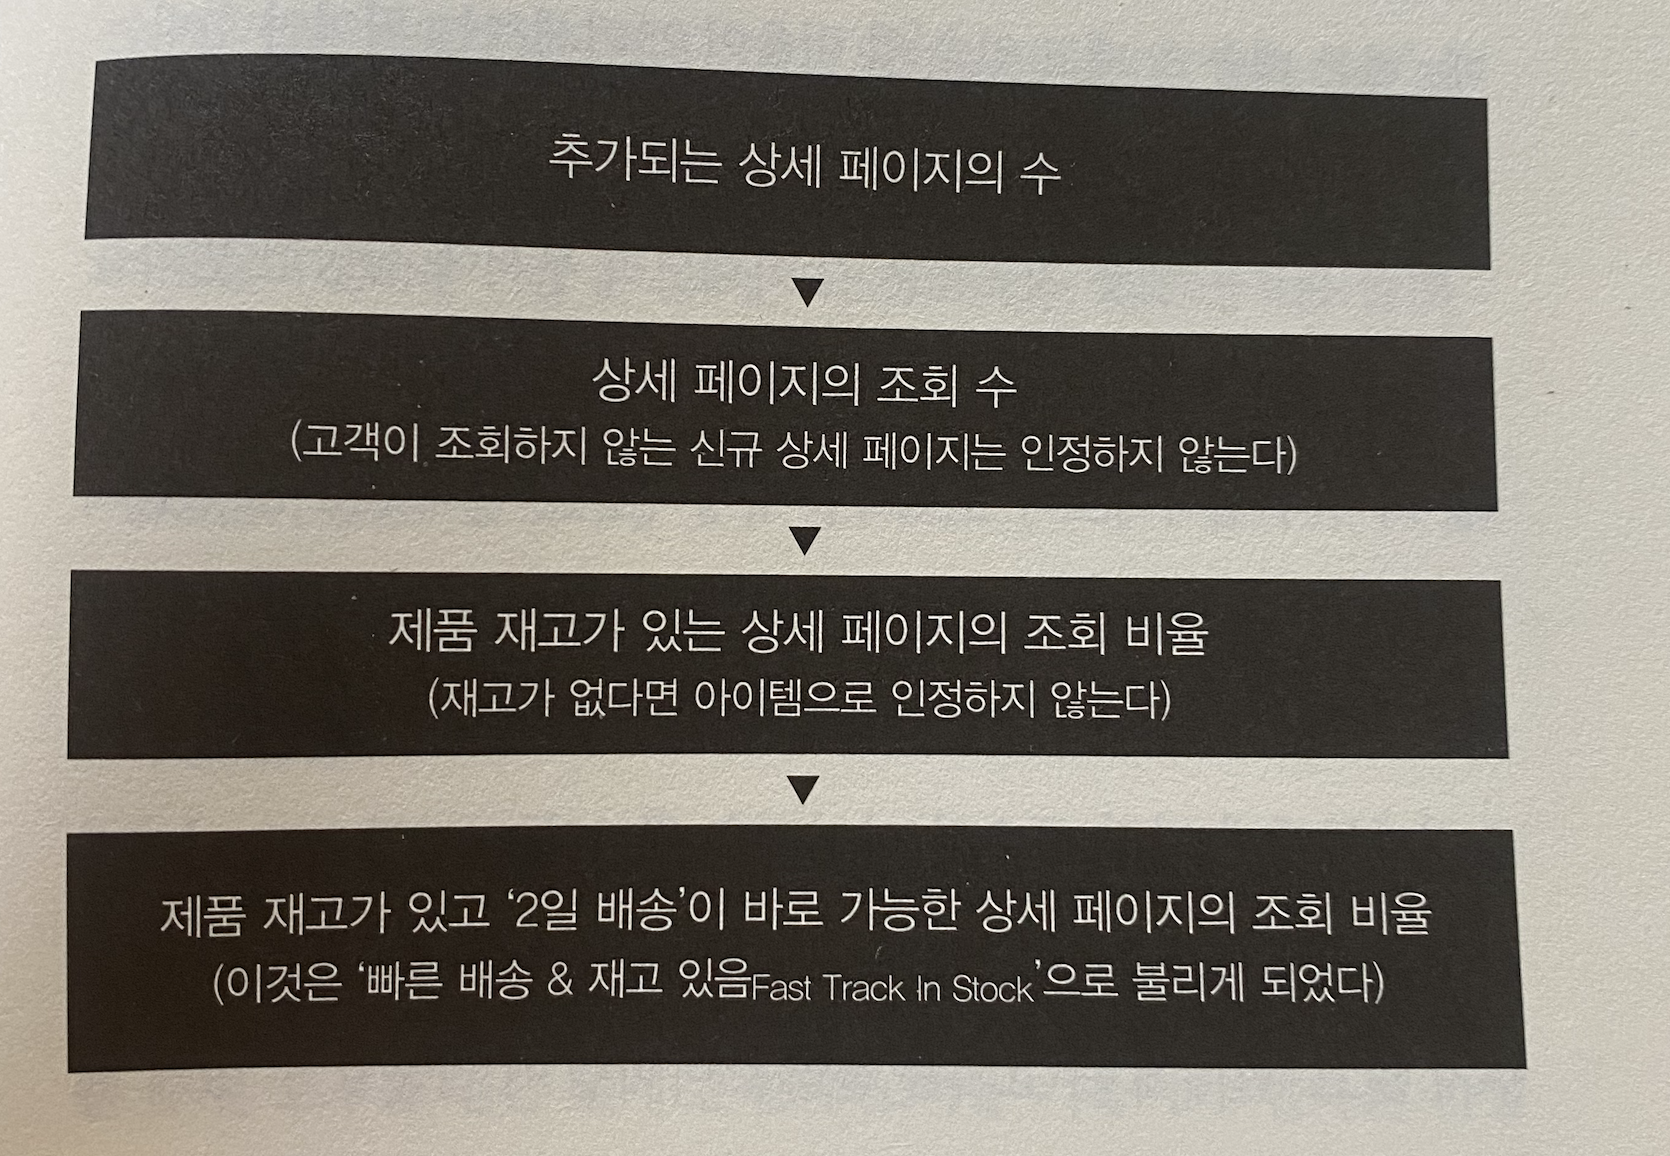 추가되는 상세 페이지의 수
▼
상세 페이지의 조회 수
(고객이 조회하지 않는 신규 상세 페이지는 인정하지 않는다)
▼
제품 재고가 있는 상세 페이지의 조회 비율
(재고가 없다면 아이템으로 인정하지 않는다)
▼
제품 재고가 있고 ‘2일 배송’이 바로 가능한 상세 페이지의 조회 비율
(이것은 ‘빠른 배송 & 재고 있음Fast Track In Stock’으로 불리게 되었다)